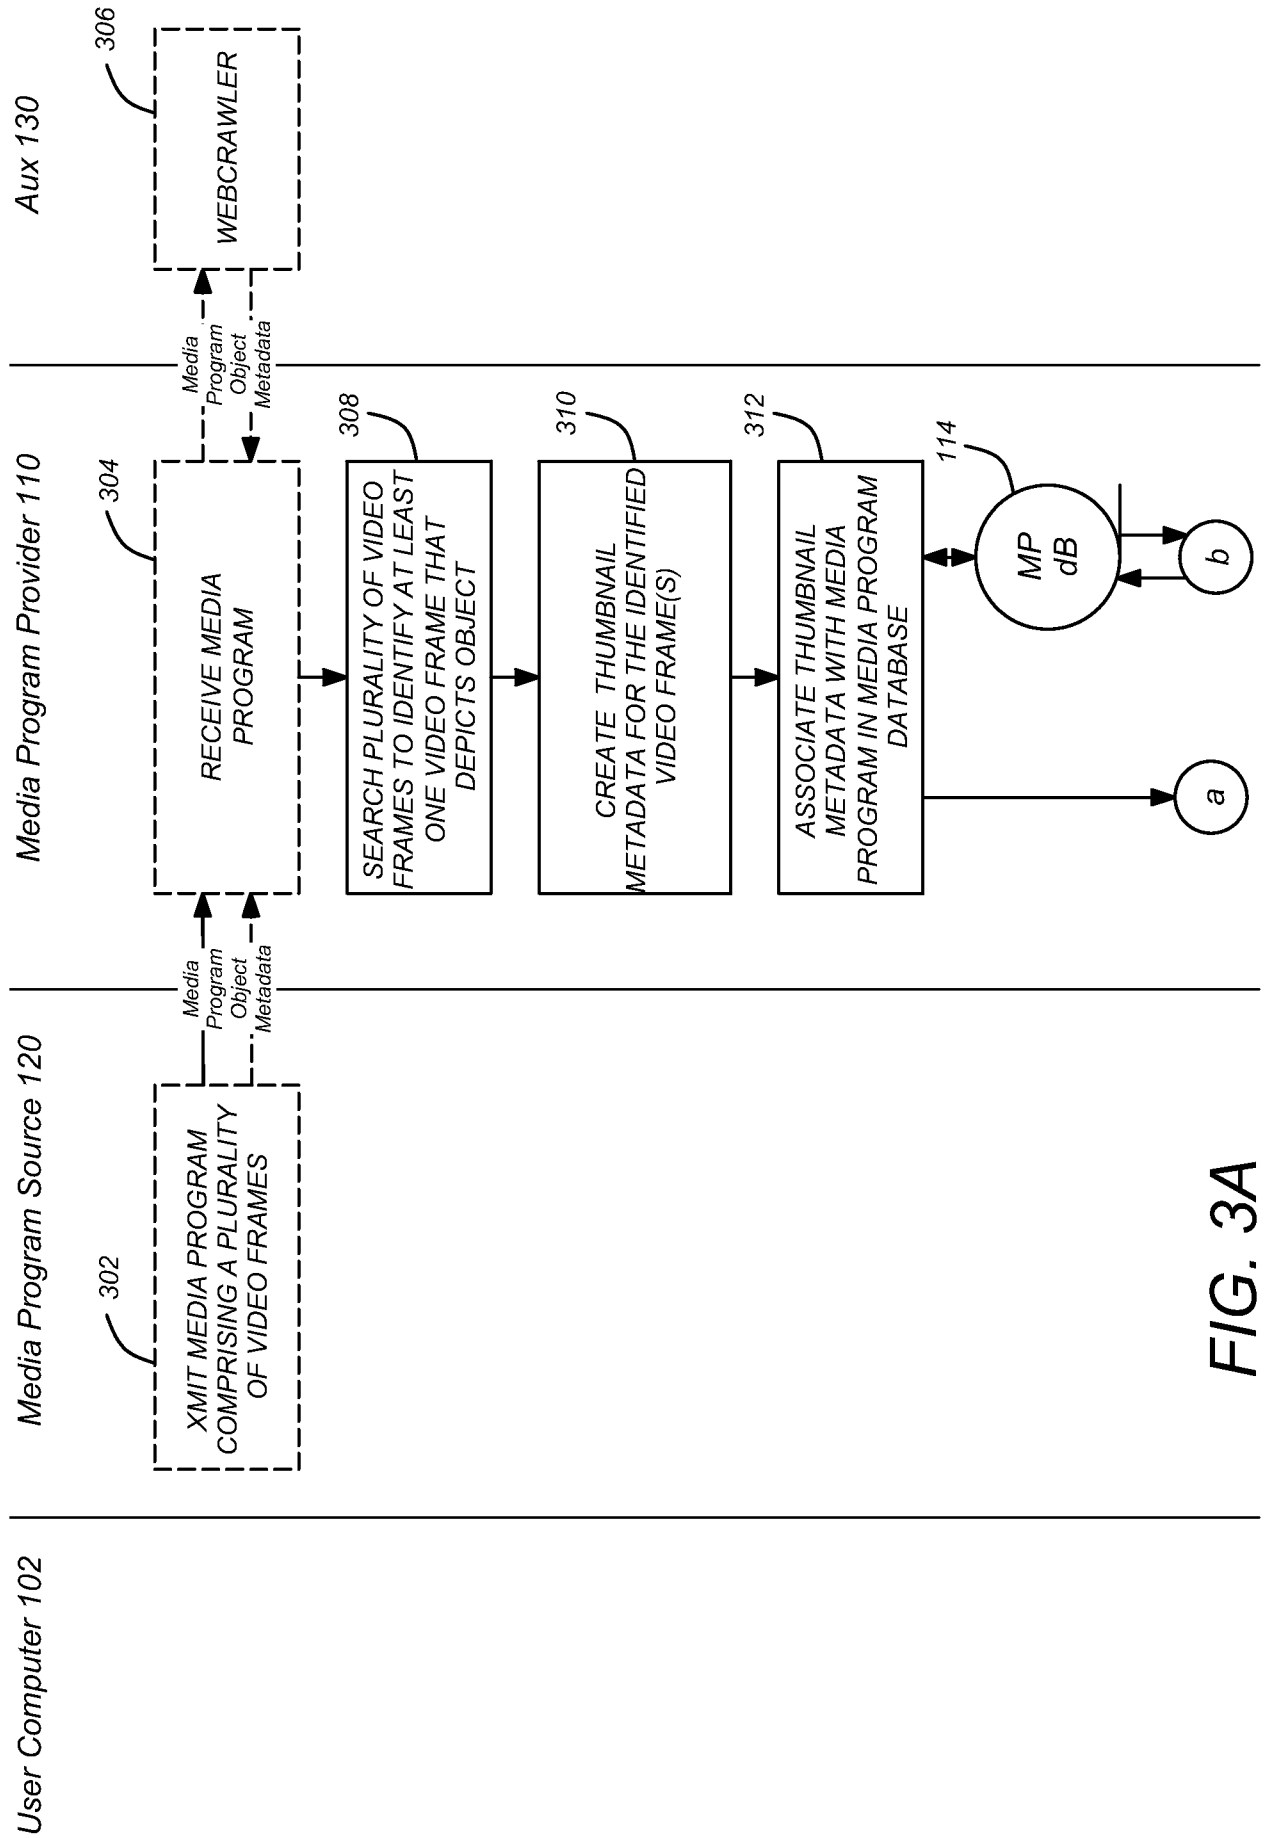 User Computer 102
Media Program Source 120
Media Program Provider 110
Aux 130
302
XMIT MEDIA PROGRAM
COMPRISING A PLURALITY
OF VIDEO FRAMES
Media
Program
Object
Metadata
304
RECEIVE MEDIA
PROGRAM
Media
Program
Object
Metadata
306
WEBCRAWLER
308
SEARCH PLURALITY OF VIDEO
FRAMES TO IDENTIFY AT LEAST
ONE VIDEO FRAME THAT
DEPICTS OBJECT
310
CREATE THUMBNAIL
METADATA FOR THE IDENTIFIED
VIDEO FRAME(S)
312
ASSOCIATE THUMBNAIL
METADATA WITH MEDIA
PROGRAM IN MEDIA PROGRAM
DATABASE
114
MP
dB
a
b
FIG. 3A